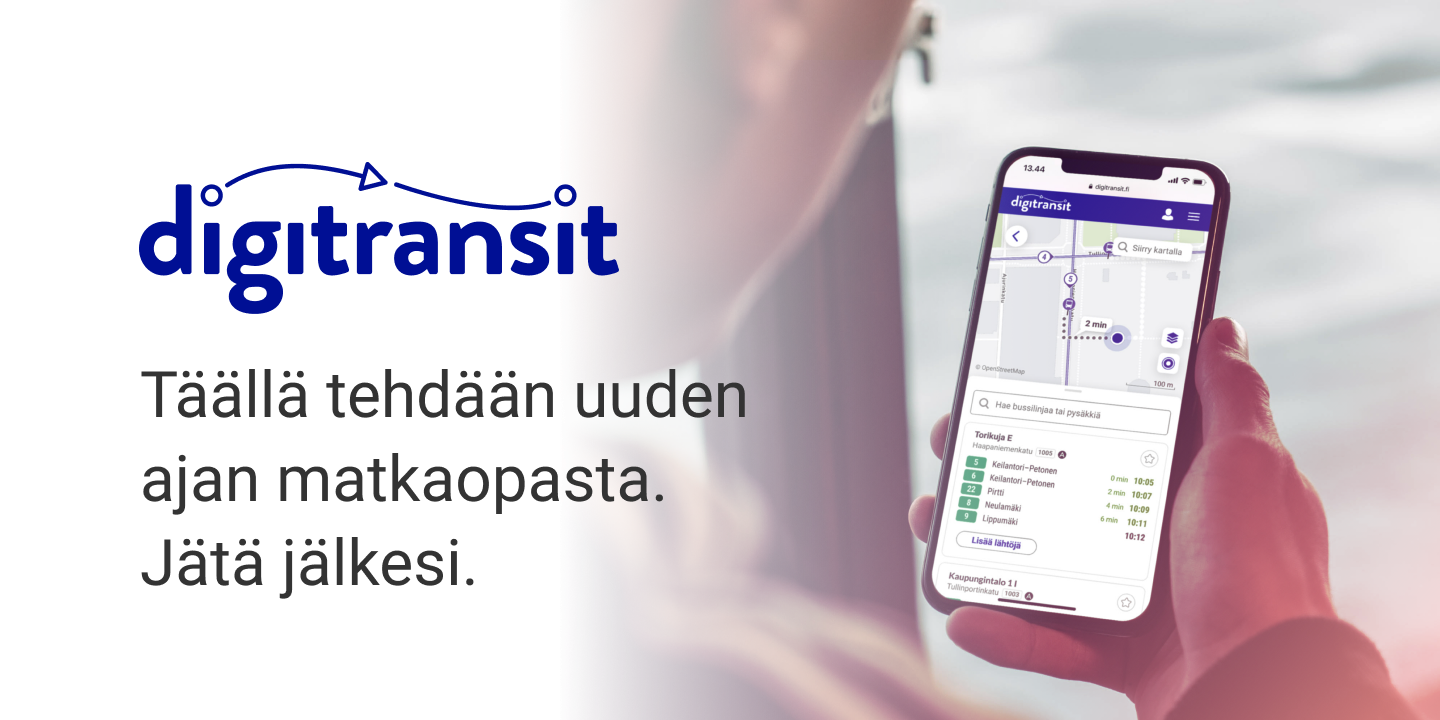 digitransit
Täällä tehdään uuden
ajan matkaopasta.
Jätä jälkesi.
13.44
digitransit.fi
digitransit
Siirry kartalla
4
5
2 min
© OpenStreetMap
100 m
Hae bussilinjaa tai pysäkkiä
Torikuja E
Haapaniemenkatu 1005 A
5 Keilantori–Petonen 0 min 10:05
6 Keilantori–Petonen 2 min 10:07
22 Pirtti 4 min 10:09
8 Neulamäki 6 min 10:11
9 Lippumäki 10:12
Lisää lähtöjä
Kaupungintalo 1 I
Tullinportinkatu 1003 A